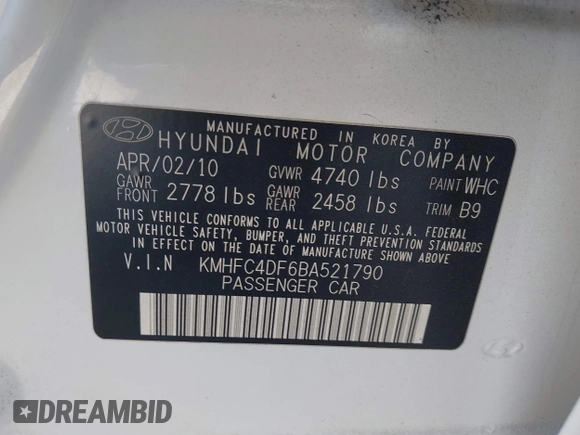 MANUFACTURED IN KOREA BY
HYUNDAI MOTOR COMPANY
APR/02/10 GVWR 4740 lbs PAINT WHC
GAWR FRONT 2778 lbs GAWR REAR 2458 lbs TRIM B9
THIS VEHICLE CONFORMS TO ALL APPLICABLE U.S.A. FEDERAL
MOTOR VEHICLE SAFETY, BUMPER, AND THEFT PREVENTION STANDARDS
IN EFFECT ON THE DATE OF MANUFACTURE SHOWN ABOVE.
V.I.N KMHFC4DF6BA521790
PASSENGER CAR
DREAMBID